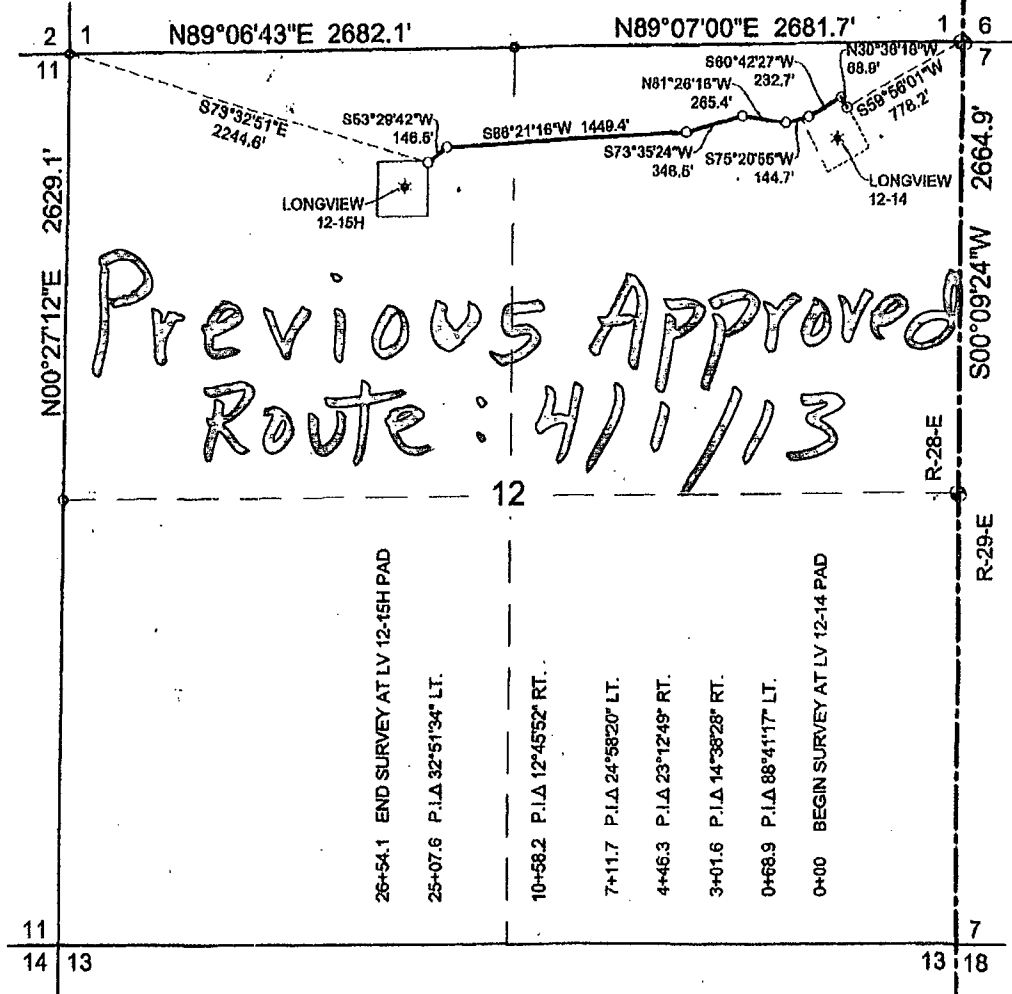 N89°06'43"E 2682.1'
N89°07'00"E 2681.7'
2 1
11
1 6
7
S60°42'27"W
232.7'
N30°36'16"W
68.9'
N81°26'16"W
265.4'
S59°56'01"W
778.2'
S79°32'51"E
2244.6'
S53°29'42"W
146.5'
S86°21'16"W 1449.4'
S73°35'24"W
346.5'
S75°20'55"W
144.7'
LONGVIEW
12-15H
LONGVIEW
12-14
N00°27'12"E 2629.1'
S00°09'24"W 2664.9'
Previous Approved
Route : 4/1/13
R-28-E
R-29-E
12
26+54.1 END SURVEY AT LV 12-15H PAD
25+07.6 P.I.Δ 32°51'34" LT.
10+58.2 P.I.Δ 12°45'52" RT.
7+11.7 P.I.Δ 24°58'20" LT.
4+46.3 P.I.Δ 23°12'49" RT.
3+01.6 P.I.Δ 14°38'28" RT.
0+68.9 P.I.Δ 88°41'17" LT.
0+00 BEGIN SURVEY AT LV 12-14 PAD
11
14 13
7
13 18